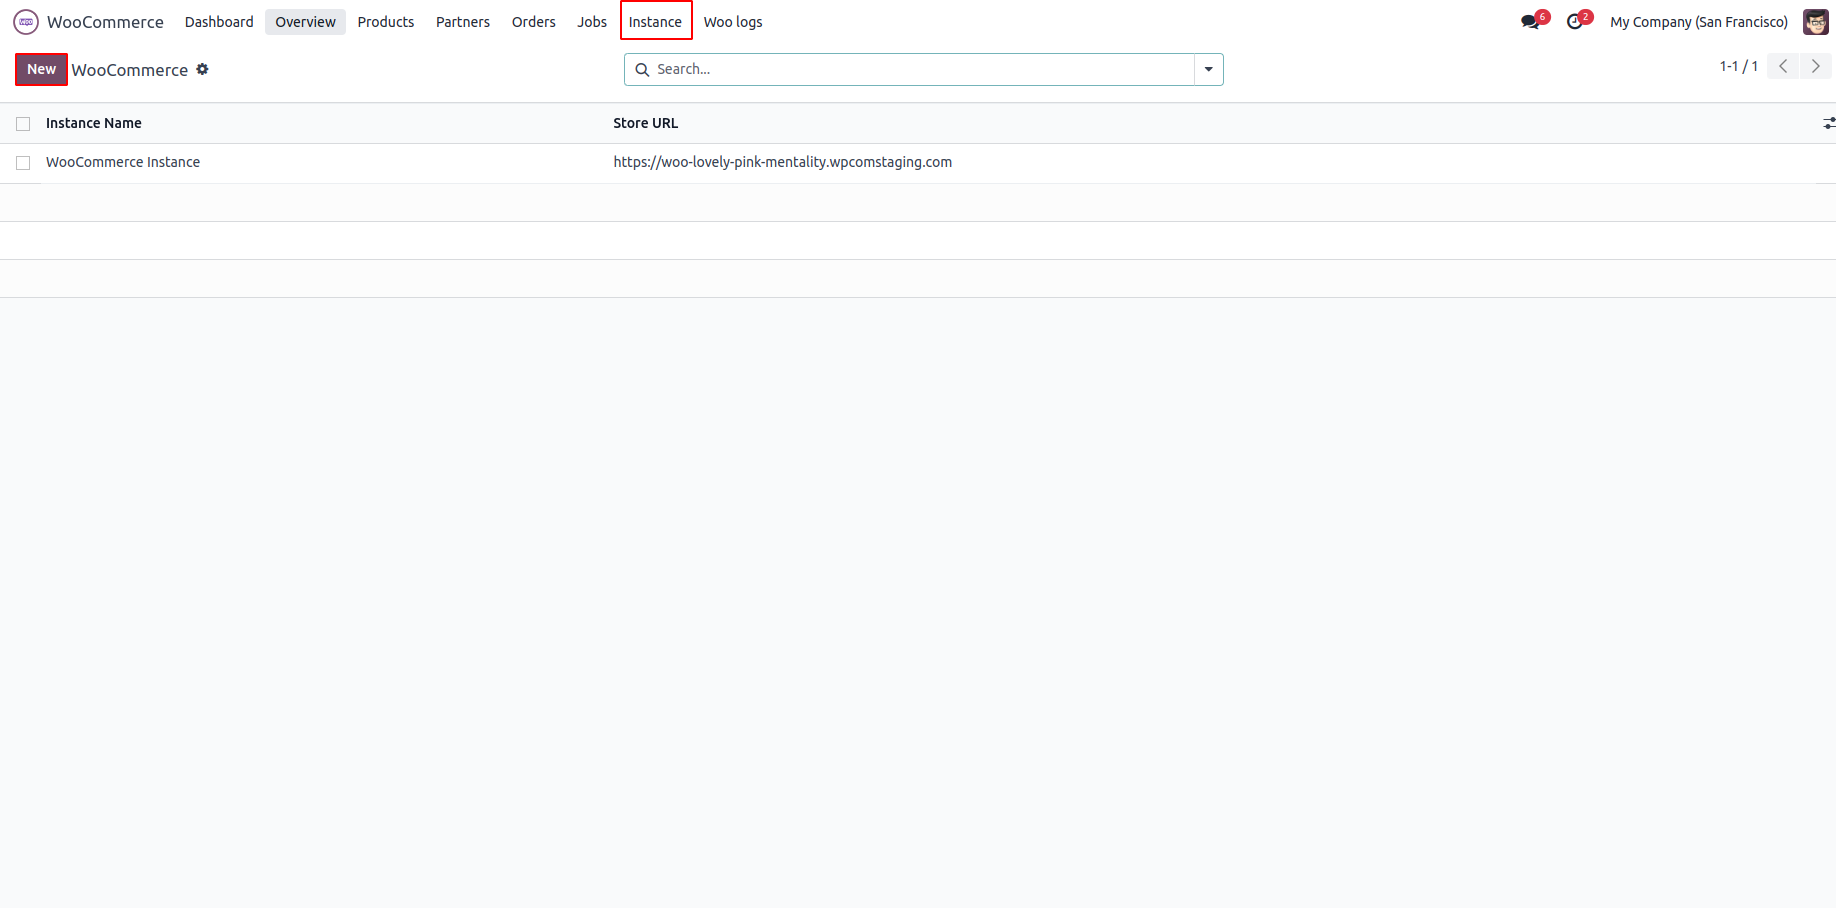 WooCommerce Dashboard Overview Products Partners Orders Jobs Instance Woo logs 6 2 My Company (San Francisco)
New WooCommerce Search... 1-1 / 1
Instance Name Store URL
WooCommerce Instance https://woo-lovely-pink-mentality.wpcomstaging.com